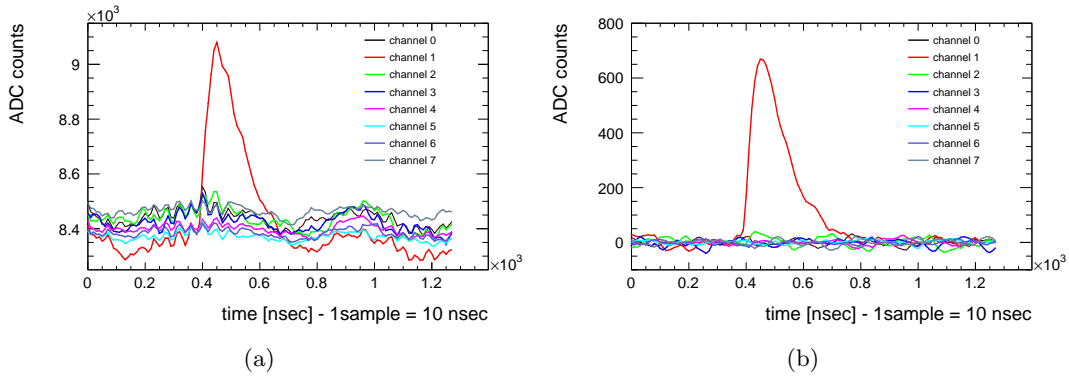 ×10³
9
8.8
8.6
8.4
ADC counts
channel 0
channel 1
channel 2
channel 3
channel 4
channel 5
channel 6
channel 7
0 0.2 0.4 0.6 0.8 1 1.2
×10³
time [nsec] - 1sample = 10 nsec
(a)
800
600
400
200
0
ADC counts
channel 0
channel 1
channel 2
channel 3
channel 4
channel 5
channel 6
channel 7
0 0.2 0.4 0.6 0.8 1 1.2
×10³
time [nsec] - 1sample = 10 nsec
(b)